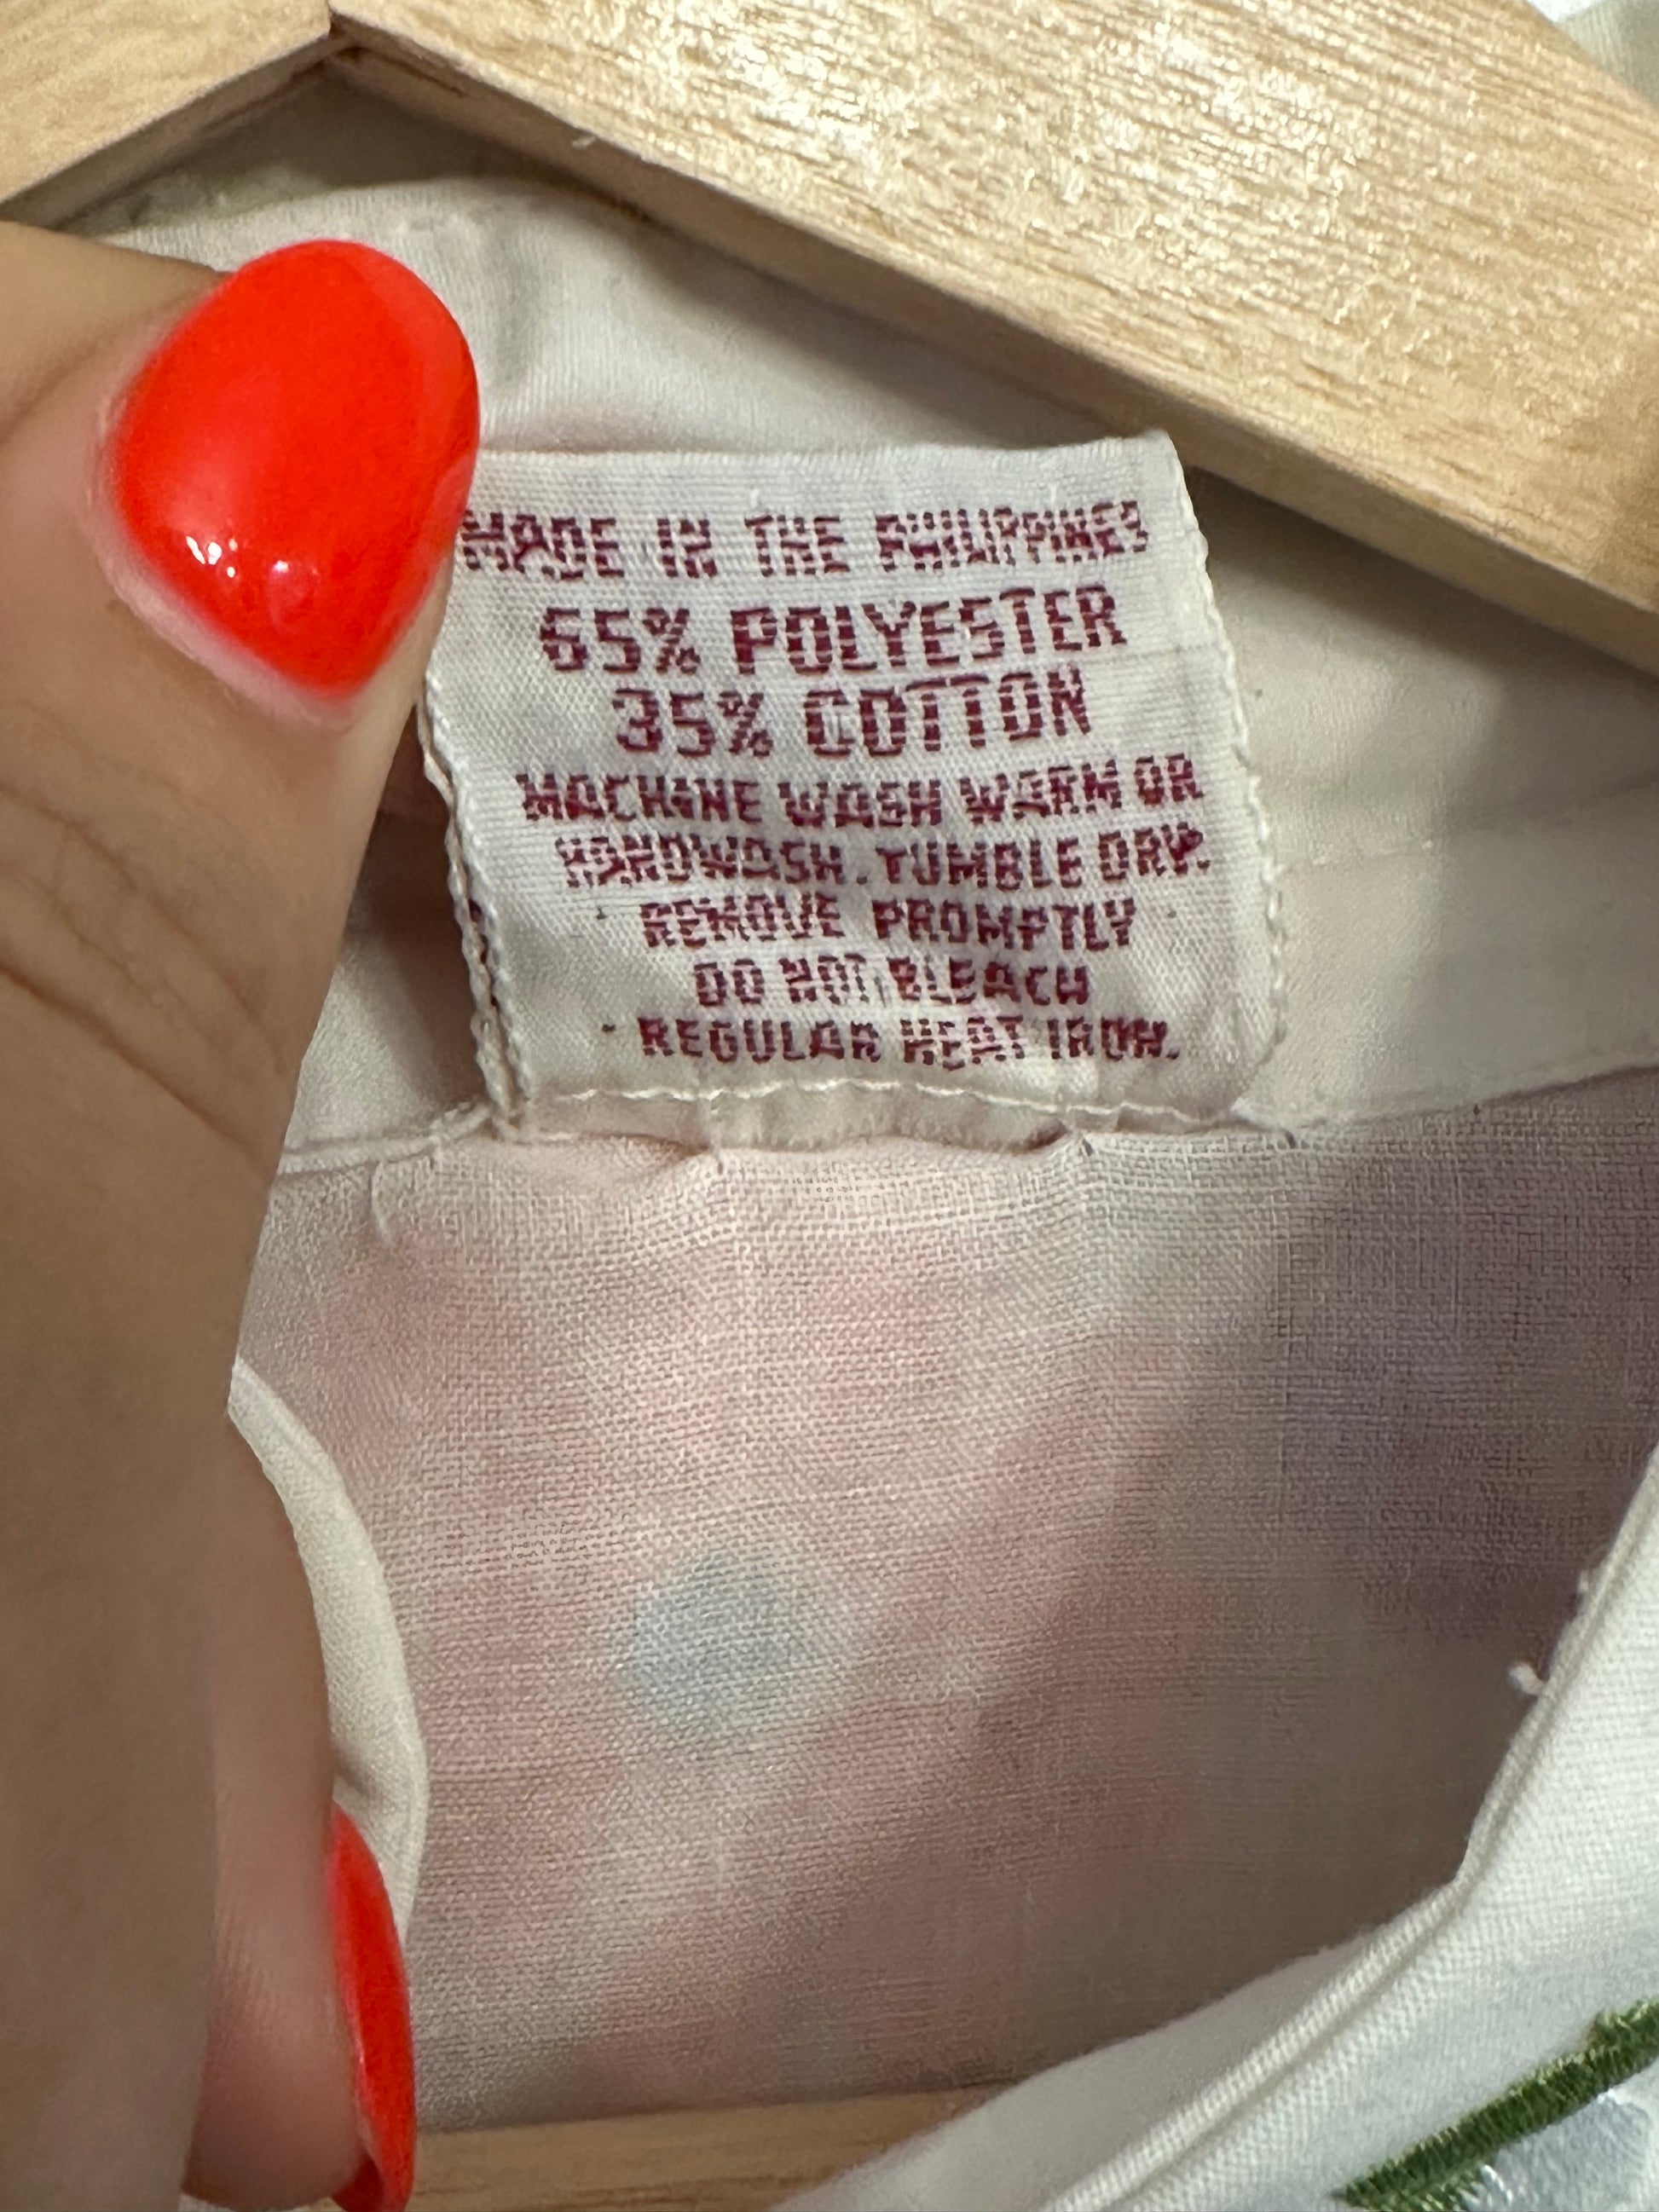 MADE IN THE PHILIPPINES
65% POLYESTER
35% COTTON
MACHINE WASH WARM OR
HANDWASH. TUMBLE DRY.
REMOVE PROMPTLY
DO NOT BLEACH
REGULAR HEAT IRON.